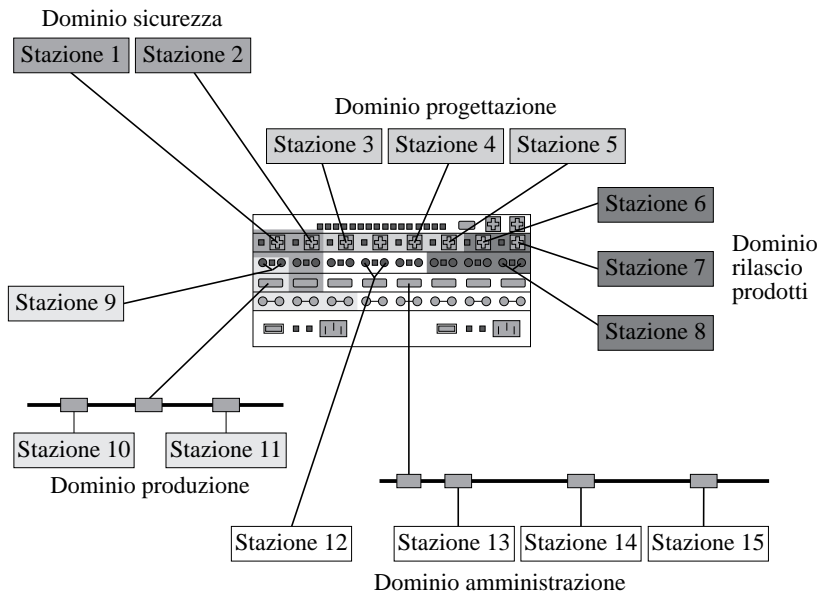 Dominio sicurezza
Stazione 1
Stazione 2
Dominio progettazione
Stazione 3
Stazione 4
Stazione 5
Stazione 6
Stazione 7
Dominio
rilascio
prodotti
Stazione 8
Stazione 9
Stazione 10
Stazione 11
Dominio produzione
Stazione 12
Stazione 13
Stazione 14
Stazione 15
Dominio amministrazione